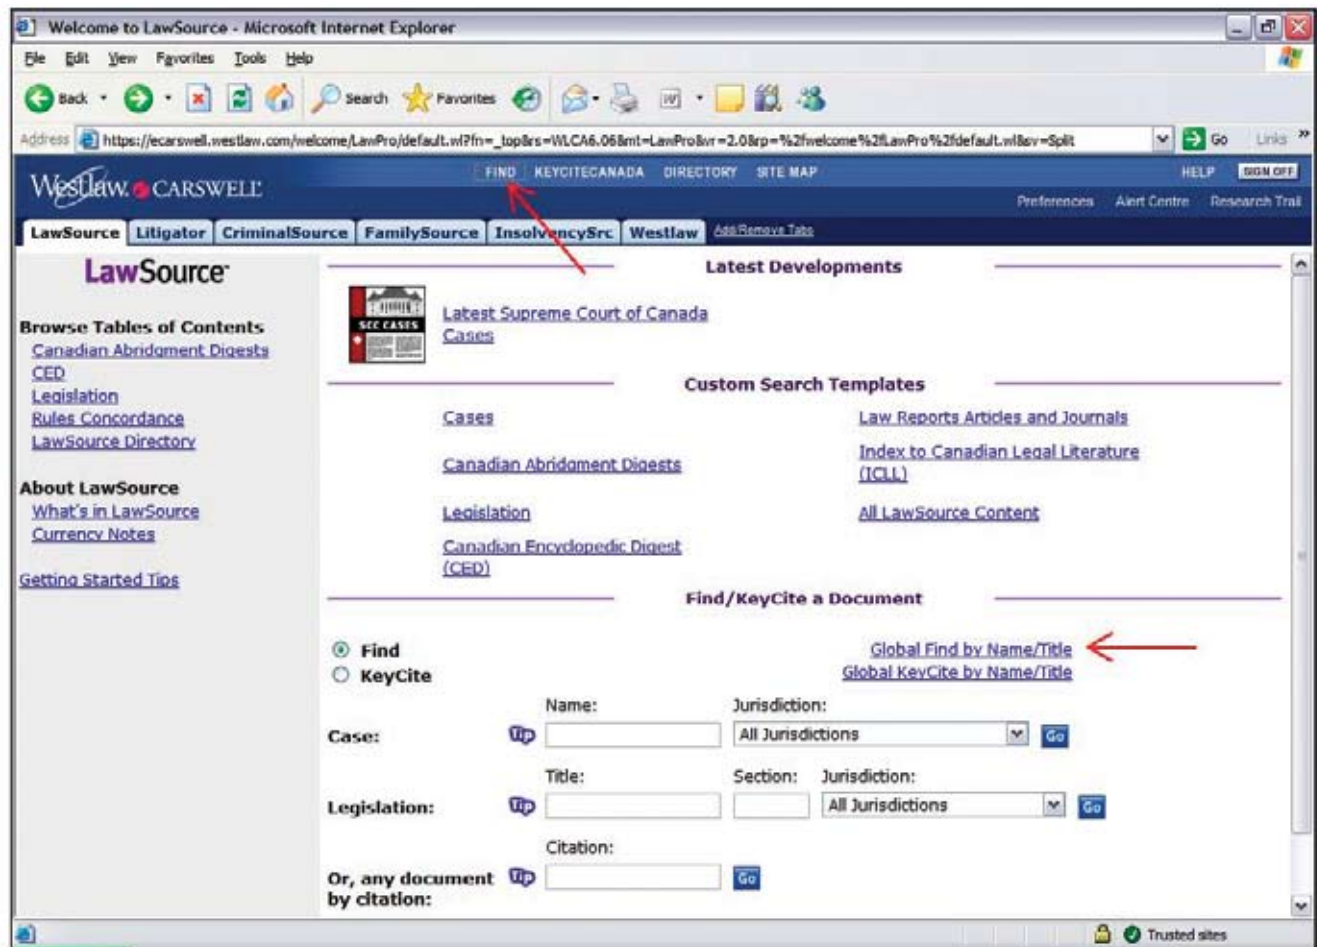 Welcome to LawSource - Microsoft Internet Explorer
File Edit View Favorites Tools Help
Back Search Favorites
Address https://ecarswell.westlaw.com/welcome/LawPro/default.wl?fn=_top&rs=WLCA6.06&mt=LawPro&vr=2.0&rp=%2fwelcome%2fLawPro%2fdefault.wl&sv=Split Go Links »
FIND KEYCITECANADA DIRECTORY SITE MAP HELP SIGN OFF
Westlaw. CARSWELL
Preferences Alert Centre Research Trail
LawSource Litigator CriminalSource FamilySource InsolvencySrc Westlaw Add/Remove Tabs
LawSource
Browse Tables of Contents
Canadian Abridgment Digests
CED
Legislation
Rules Concordance
LawSource Directory
About LawSource
What's in LawSource
Currency Notes
Getting Started Tips
Latest Developments
SCC CASES
Latest Supreme Court of Canada
Cases
Custom Search Templates
Cases Law Reports Articles and Journals
Canadian Abridgment Digests Index to Canadian Legal Literature
(ICLL)
Legislation All LawSource Content
Canadian Encyclopedic Digest
(CED)
Find/KeyCite a Document
Find Global Find by Name/Title
KeyCite Global KeyCite by Name/Title
Name: Jurisdiction:
Case: Tip All Jurisdictions Go
Title: Section: Jurisdiction:
Legislation: Tip All Jurisdictions Go
Citation:
Or, any document Tip Go
by citation:
Trusted sites